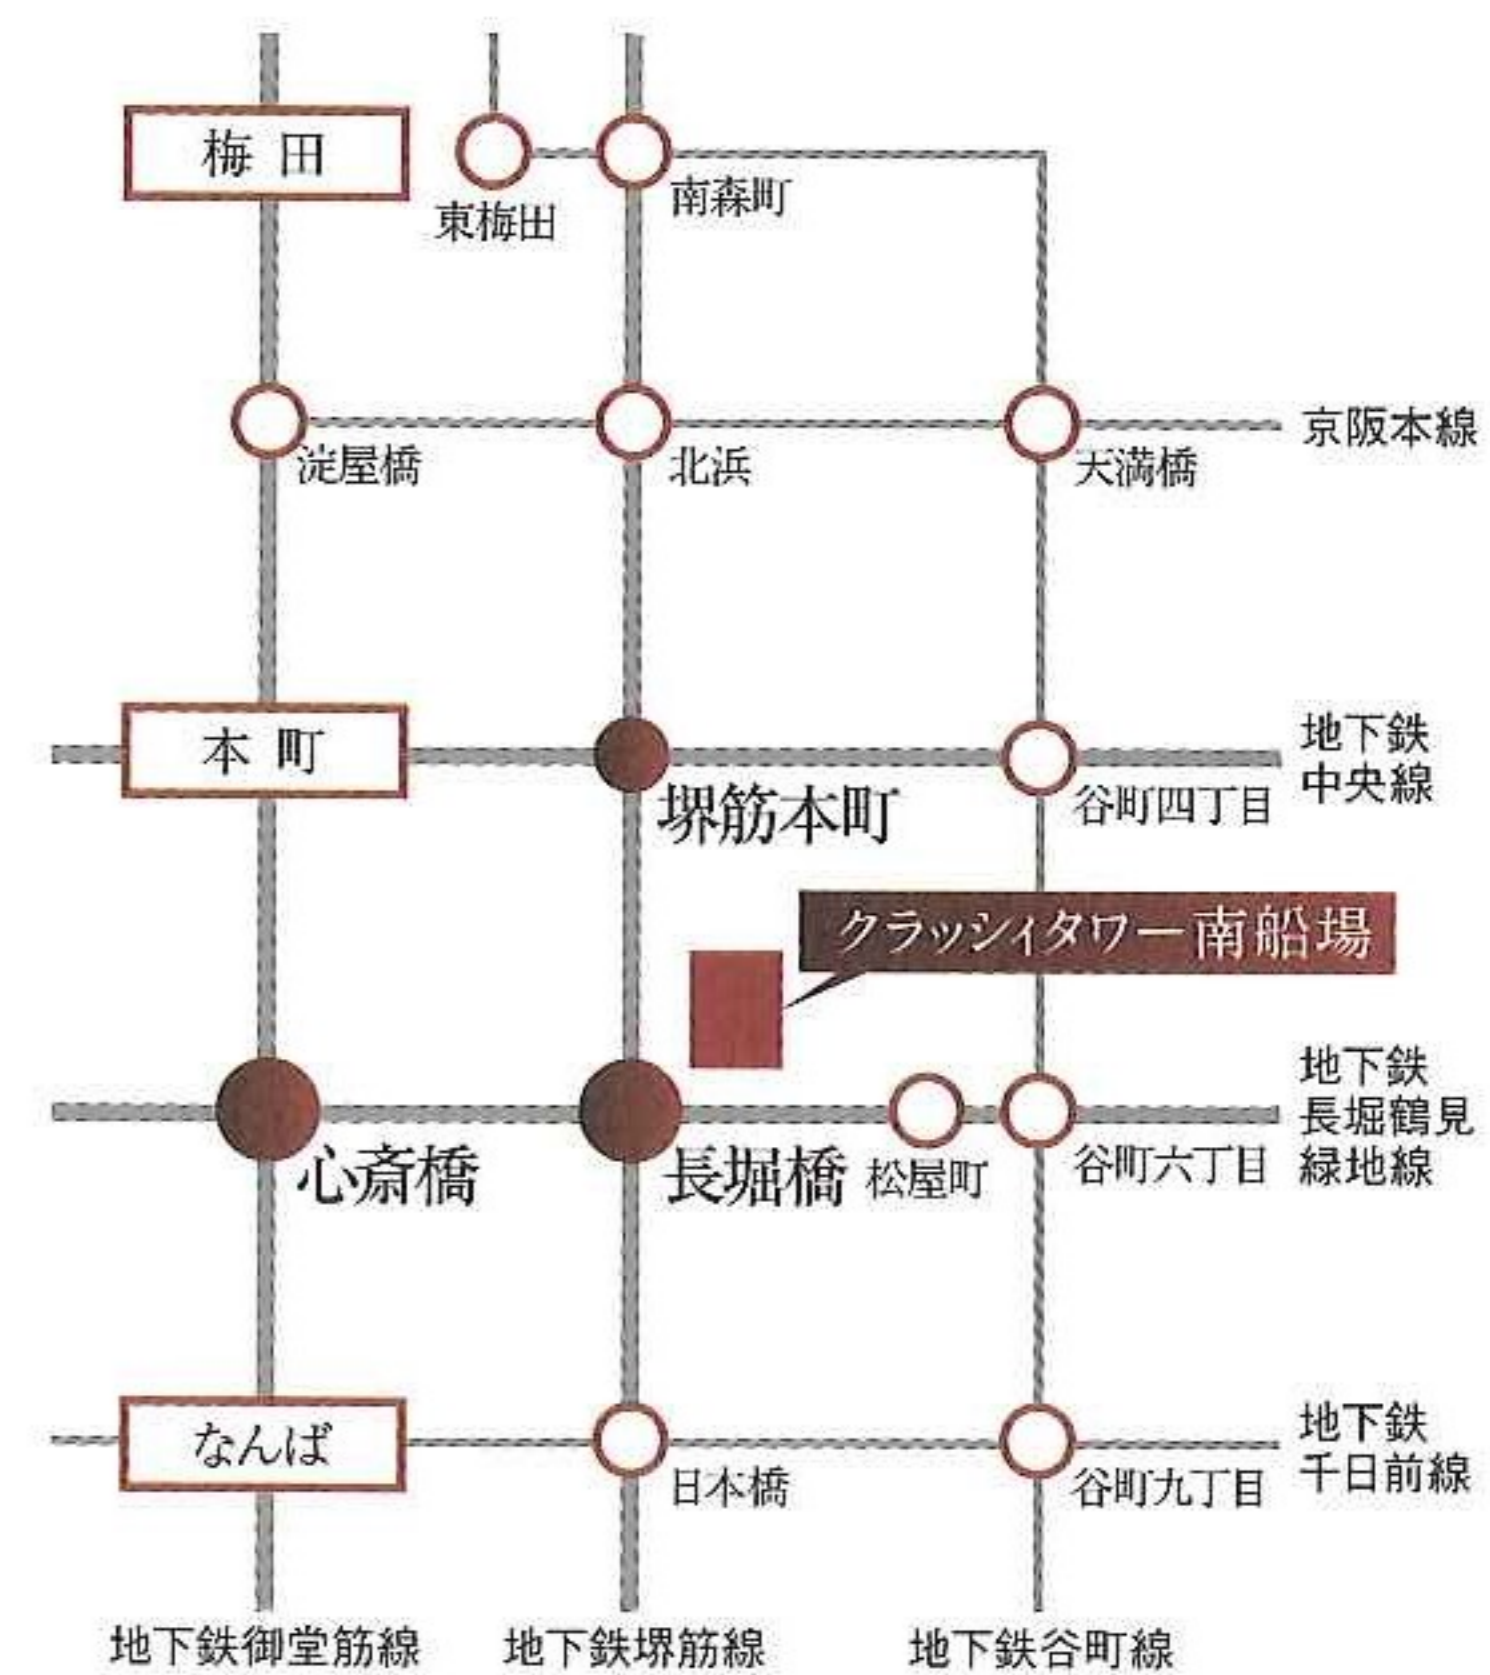 梅田
東梅田
南森町
淀屋橋
北浜
天満橋
京阪本線
本町
堺筋本町
谷町四丁目
地下鉄
中央線
クラッシィタワー南船場
心斎橋
長堀橋
松屋町
谷町六丁目
地下鉄
長堀鶴見
緑地線
なんば
日本橋
谷町九丁目
地下鉄
千日前線
地下鉄御堂筋線
地下鉄堺筋線
地下鉄谷町線